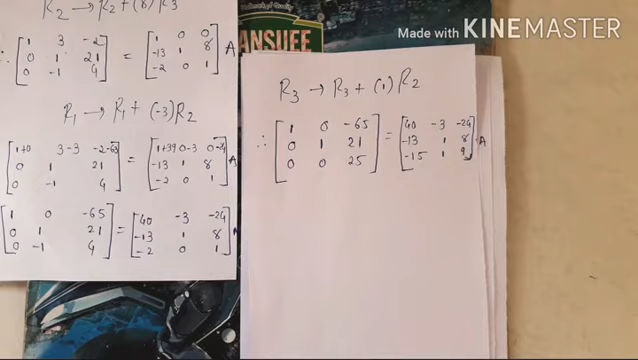 R2 → R2 + (8) R3
∴ [1 3 -2] = [1 0 0] A
[0 1 21] [-13 1 8]
[0 -1 4] [-2 0 1]
R1 → R1 + (-3) R2
[1+0 3-3 -2-63] = [1+39 0-3 0-24] A
[0 1 21] [-13 1 8]
[0 -1 4] [-2 0 1]
[1 0 -65] = [40 -3 -24] A
[0 1 21] [-13 1 8]
[0 -1 4] [-2 0 1]
ANSUEE
Made with KINEMASTER
R3 → R3 + (1) R2
∴ [1 0 -65] = [40 -3 -24] A
[0 1 21] [-13 1 8]
[0 0 25] [-15 1 9]